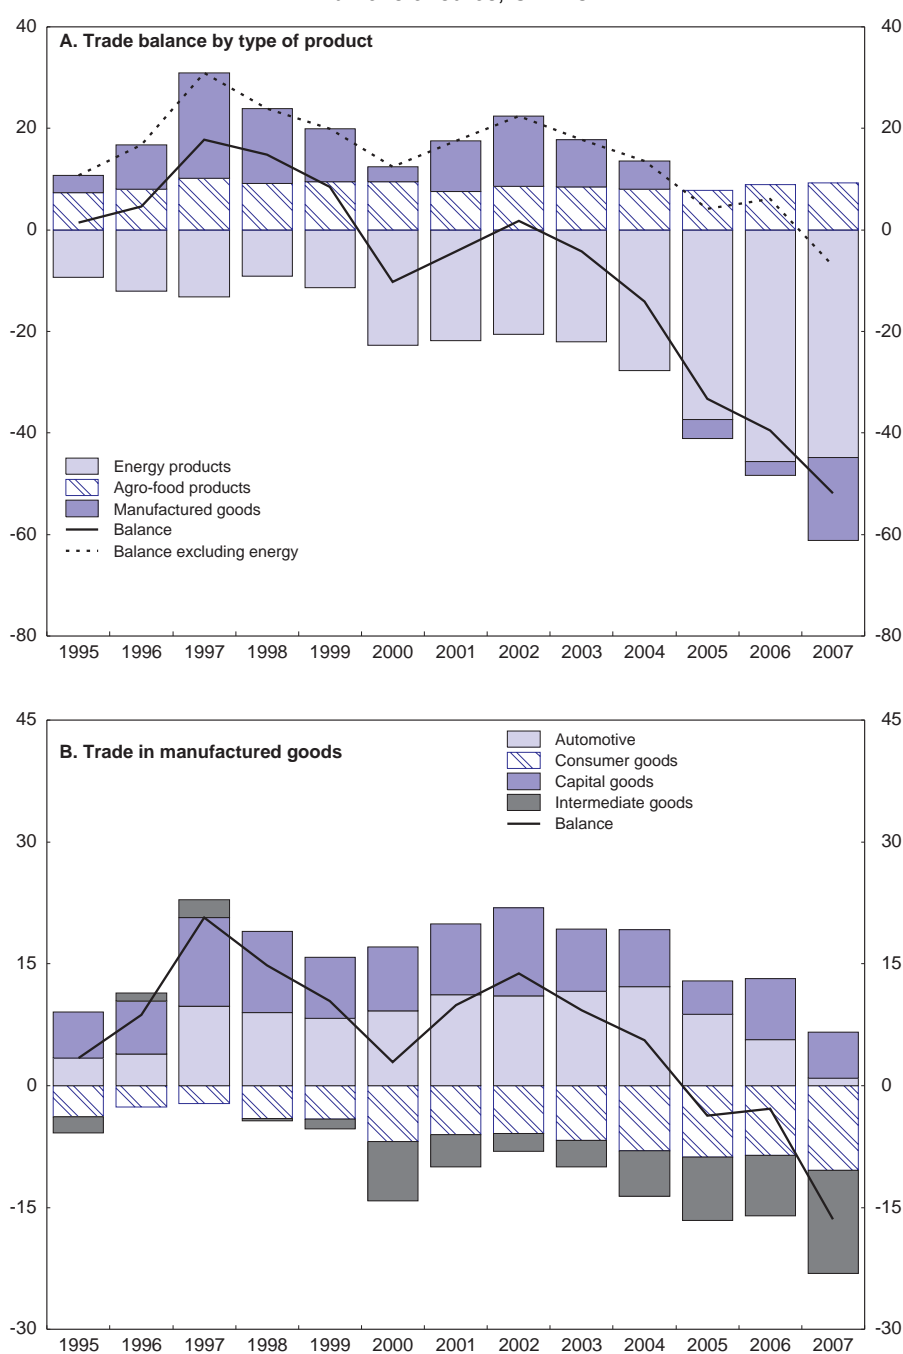 A. Trade balance by type of product
40 40
20 20
0 0
-20 -20
-40 -40
-60 -60
-80 -80
Energy products
Agro-food products
Manufactured goods
Balance
Balance excluding energy
1995 1996 1997 1998 1999 2000 2001 2002 2003 2004 2005 2006 2007
B. Trade in manufactured goods
45 45
30 30
15 15
0 0
-15 -15
-30 -30
Automotive
Consumer goods
Capital goods
Intermediate goods
Balance
1995 1996 1997 1998 1999 2000 2001 2002 2003 2004 2005 2006 2007